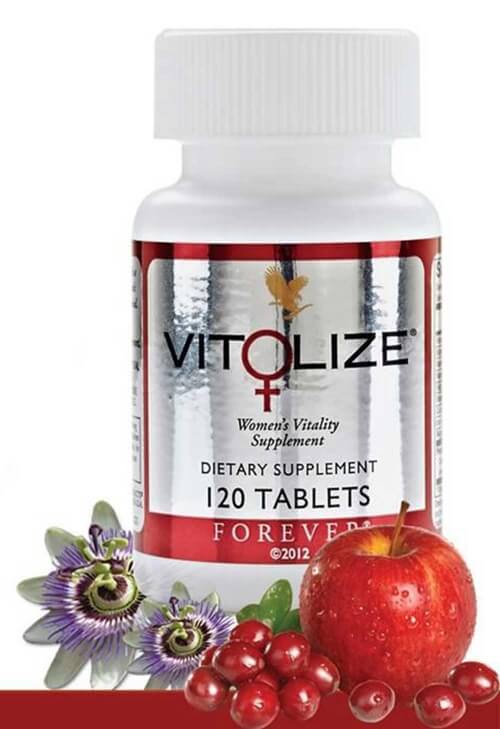 VITOLIZE®
Women's Vitality
Supplement
DIETARY SUPPLEMENT
120 TABLETS
FOREVER®
©2012